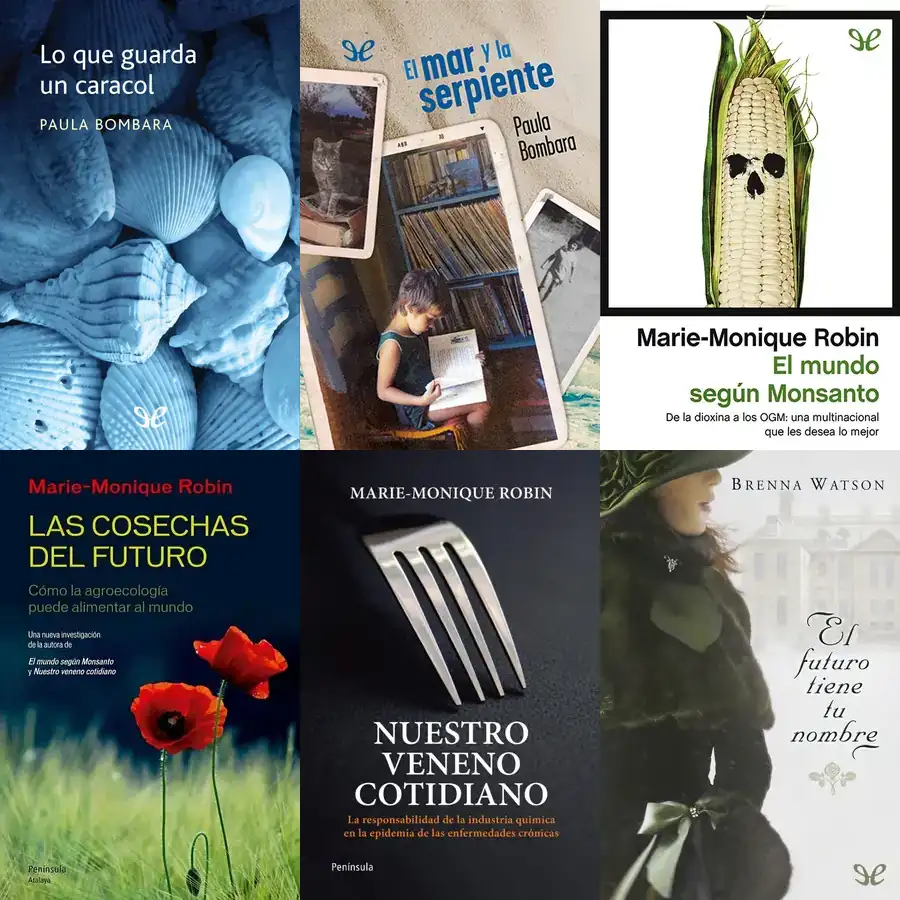 Lo que guarda
un caracol
PAULA BOMBARA
El mar y la
serpiente
Paula
Bombara
Marie-Monique Robin
El mundo
según Monsanto
De la dioxina a los OGM: una multinacional
que les desea lo mejor
Marie-Monique Robin
LAS COSECHAS
DEL FUTURO
Cómo la agroecología
puede alimentar al mundo
Una nueva investigación
de la autora de
El mundo según Monsanto
y Nuestro veneno cotidiano
Península
Atalaya
MARIE-MONIQUE ROBIN
NUESTRO
VENENO
COTIDIANO
La responsabilidad de la industria química
en la epidemia de las enfermedades crónicas
Península
BRENNA WATSON
El
futuro
tiene
tu
nombre